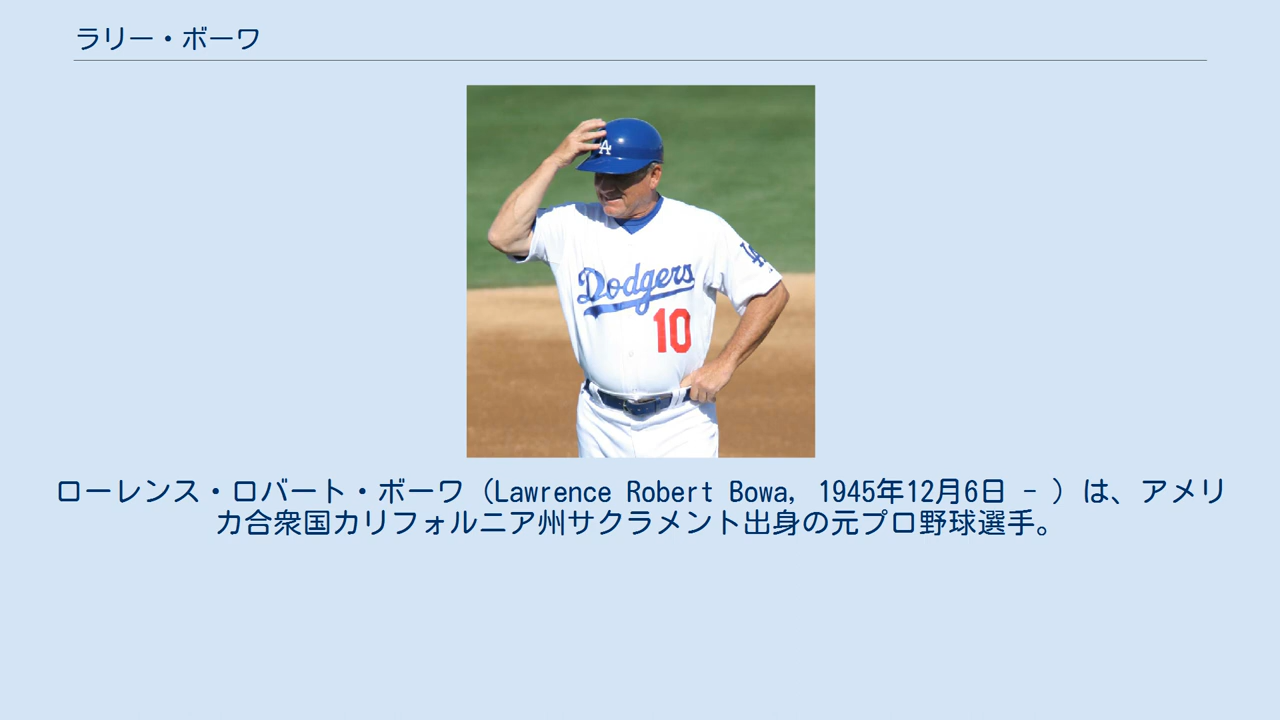 ラリー・ボーワ
LA
LA
Dodgers
10
ローレンス・ロバート・ボーワ（Lawrence Robert Bowa, 1945年12月6日 - ）は、アメリ
カ合衆国カリフォルニア州サクラメント出身の元プロ野球選手。